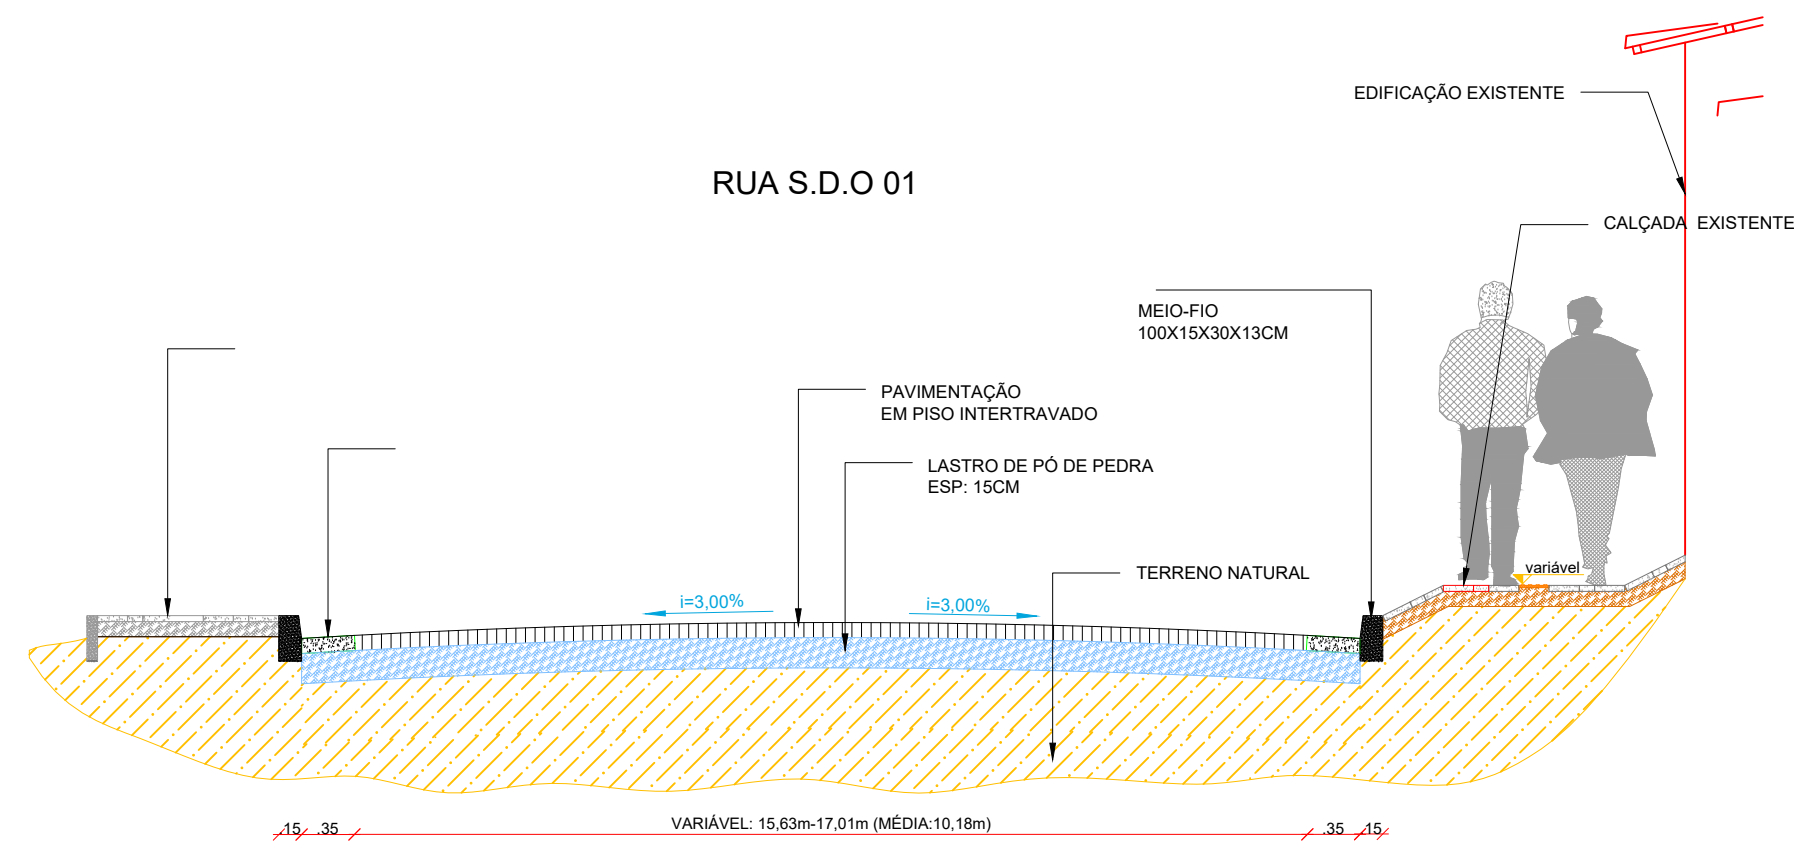 EDIFICAÇÃO EXISTENTE
RUA S.D.O 01
CALÇADA EXISTENTE
MEIO-FIO
100X15X30X13CM
PAVIMENTAÇÃO
EM PISO INTERTRAVADO
LASTRO DE PÓ DE PEDRA
ESP: 15CM
TERRENO NATURAL
variável
i=3,00%
i=3,00%
.15
.35
VARIÁVEL: 15,63m-17,01m (MÉDIA:10,18m)
.35
.15